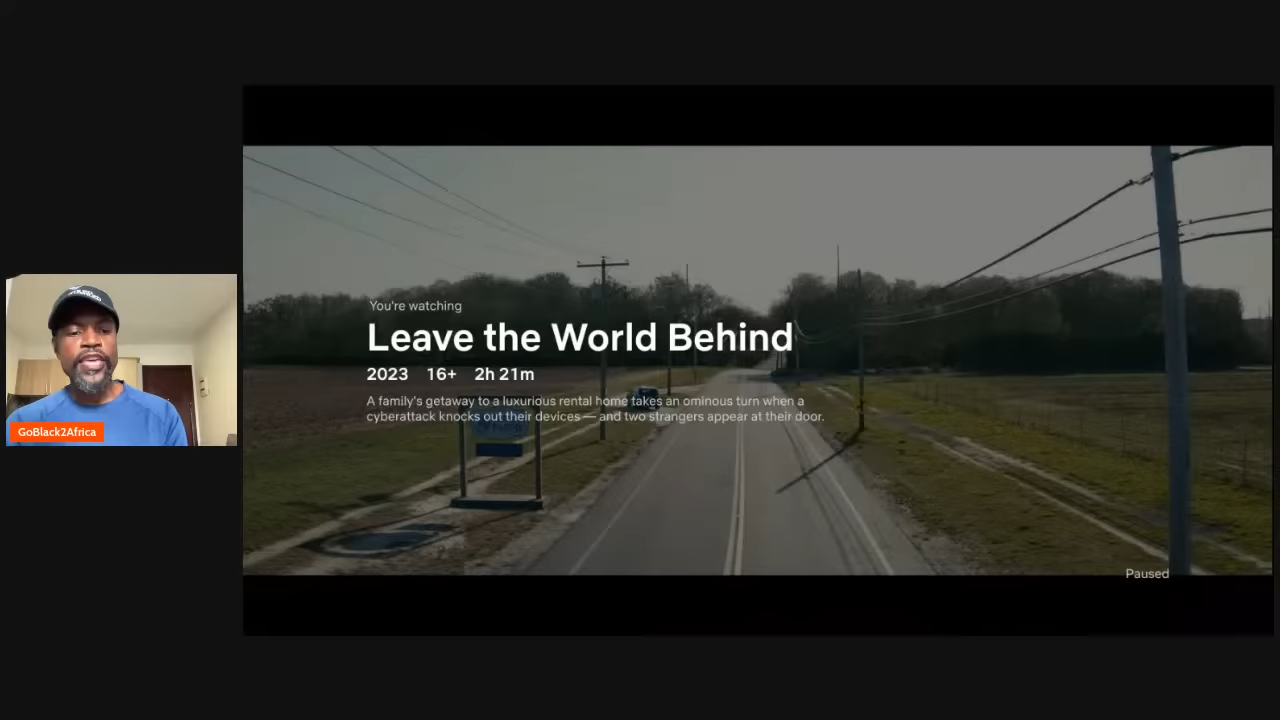 You're watching
Leave the World Behind
2023 16+ 2h 21m
A family's getaway to a luxurious rental home takes an ominous turn when a
cyberattack knocks out their devices — and two strangers appear at their door.
GoBlack2Africa
Paused